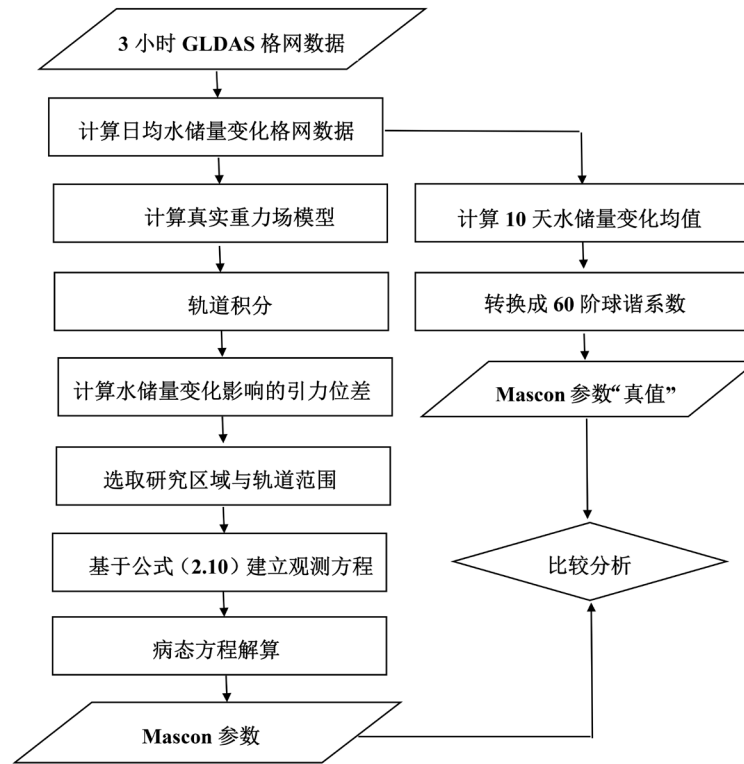 3 小时 GLDAS 格网数据
计算日均水储量变化格网数据
计算真实重力场模型
轨道积分
计算水储量变化影响的引力位差
选取研究区域与轨道范围
基于公式（2.10）建立观测方程
病态方程解算
Mascon 参数
计算 10 天水储量变化均值
转换成 60 阶球谐系数
Mascon 参数“真值”
比较分析